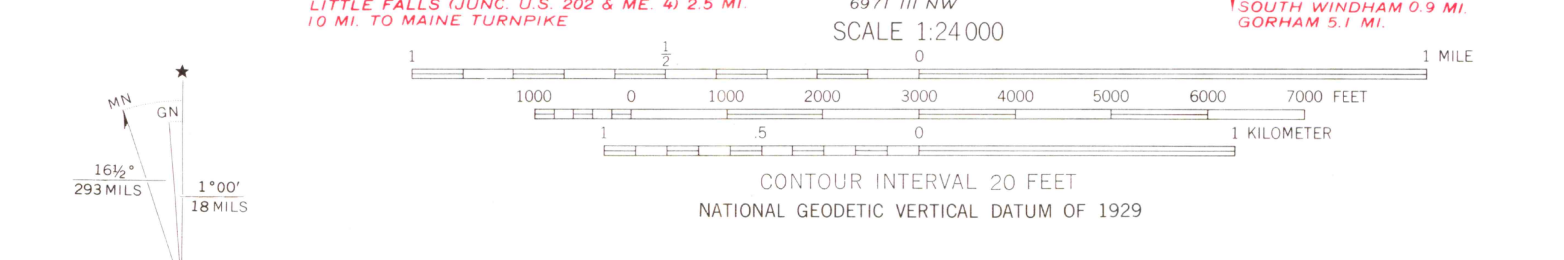 LITTLE FALLS (JUNC. U.S. 202 & ME. 4) 2.5 MI.
10 MI. TO MAINE TURNPIKE
6971 III NW
SOUTH WINDHAM 0.9 MI.
GORHAM 5.1 MI.
SCALE 1:24 000
1 1/2 0 1 MILE
1000 0 1000 2000 3000 4000 5000 6000 7000 FEET
1 .5 0 1 KILOMETER
CONTOUR INTERVAL 20 FEET
NATIONAL GEODETIC VERTICAL DATUM OF 1929
★
MN
GN
16½°
293 MILS
1°00′
18 MILS